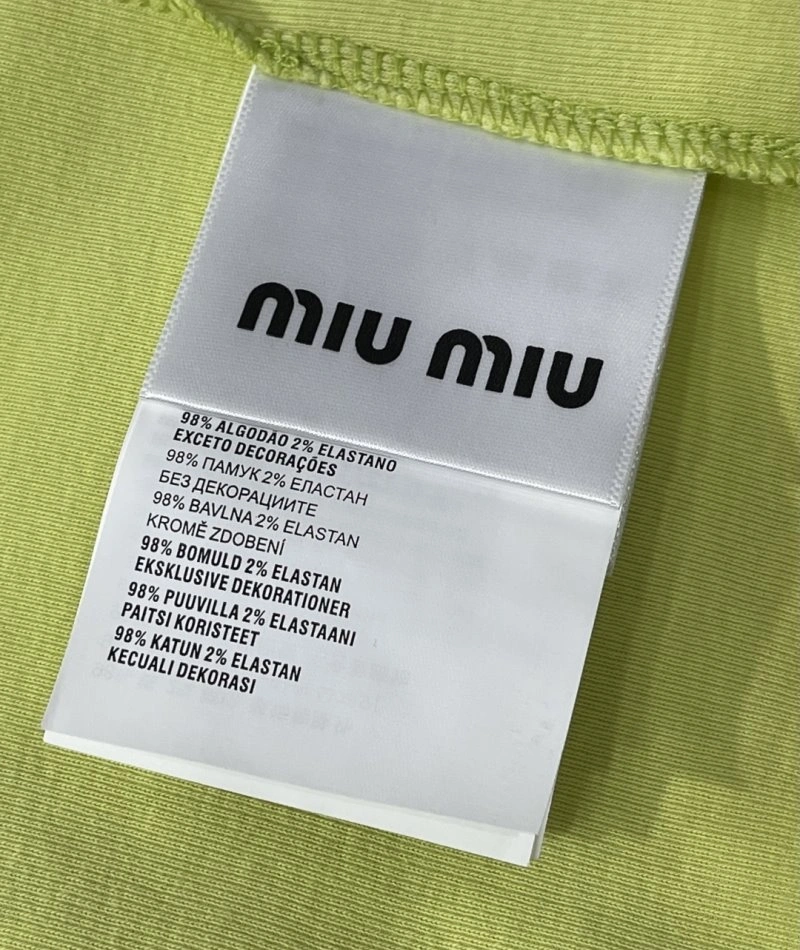 miu miu
98% ALGODAO 2% ELASTANO
EXCETO DECORAÇÕES
98% ПАМУК 2% ЕЛАСТАН
БЕЗ ДЕКОРАЦИИТЕ
98% BAVLNA 2% ELASTAN
KROMĚ ZDOBENÍ
98% BOMULD 2% ELASTAN
EKSKLUSIVE DEKORATIONER
98% PUUVILLA 2% ELASTAANI
PAITSI KORISTEET
98% KATUN 2% ELASTAN
KECUALI DEKORASI